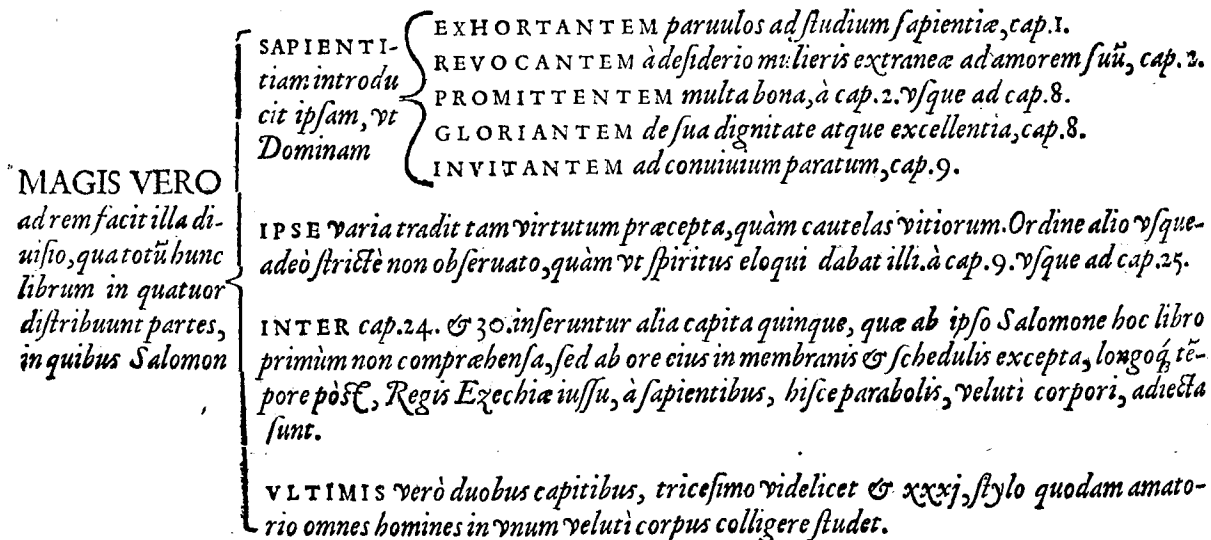 MAGIS VERO
ad rem facit illa di-
uisio, qua totũ hunc
librum in quatuor
distribuunt partes,
in quibus Salomon
SAPIENTI-
tiam introdu
cit ipsam, vt
Dominam
EXHORTANTEM paruulos ad studium sapientiæ, cap.1.
REVOCANTEM à desiderio mulieris extraneæ ad amorem suũ, cap.2.
PROMITTENTEM multa bona, à cap.2. vsque ad cap.8.
GLORIANTEM de sua dignitate atque excellentia, cap.8.
INVITANTEM ad conuiuium paratum, cap.9.
IPSE varia tradit tam virtutum præcepta, quàm cautelas vitiorum. Ordine alio vsque-
adeò strictè non obseruato, quàm vt spiritus eloqui dabat illi. à cap.9. vsque ad cap.25.
INTER cap.24. & 30. inseruntur alia capita quinque, quæ ab ipso Salomone hoc libro
primùm non compræhensa, sed ab ore eius in membranis & schedulis excepta, longoq́; tẽ-
pore pòst, Regis Ezechiæ iussu, à sapientibus, hisce parabolis, veluti corpori, adiecta
sunt.
VLTIMIS verò duobus capitibus, tricesimo videlicet & xxxj, stylo quodam amato-
rio omnes homines in vnum velutì corpus colligere studet.